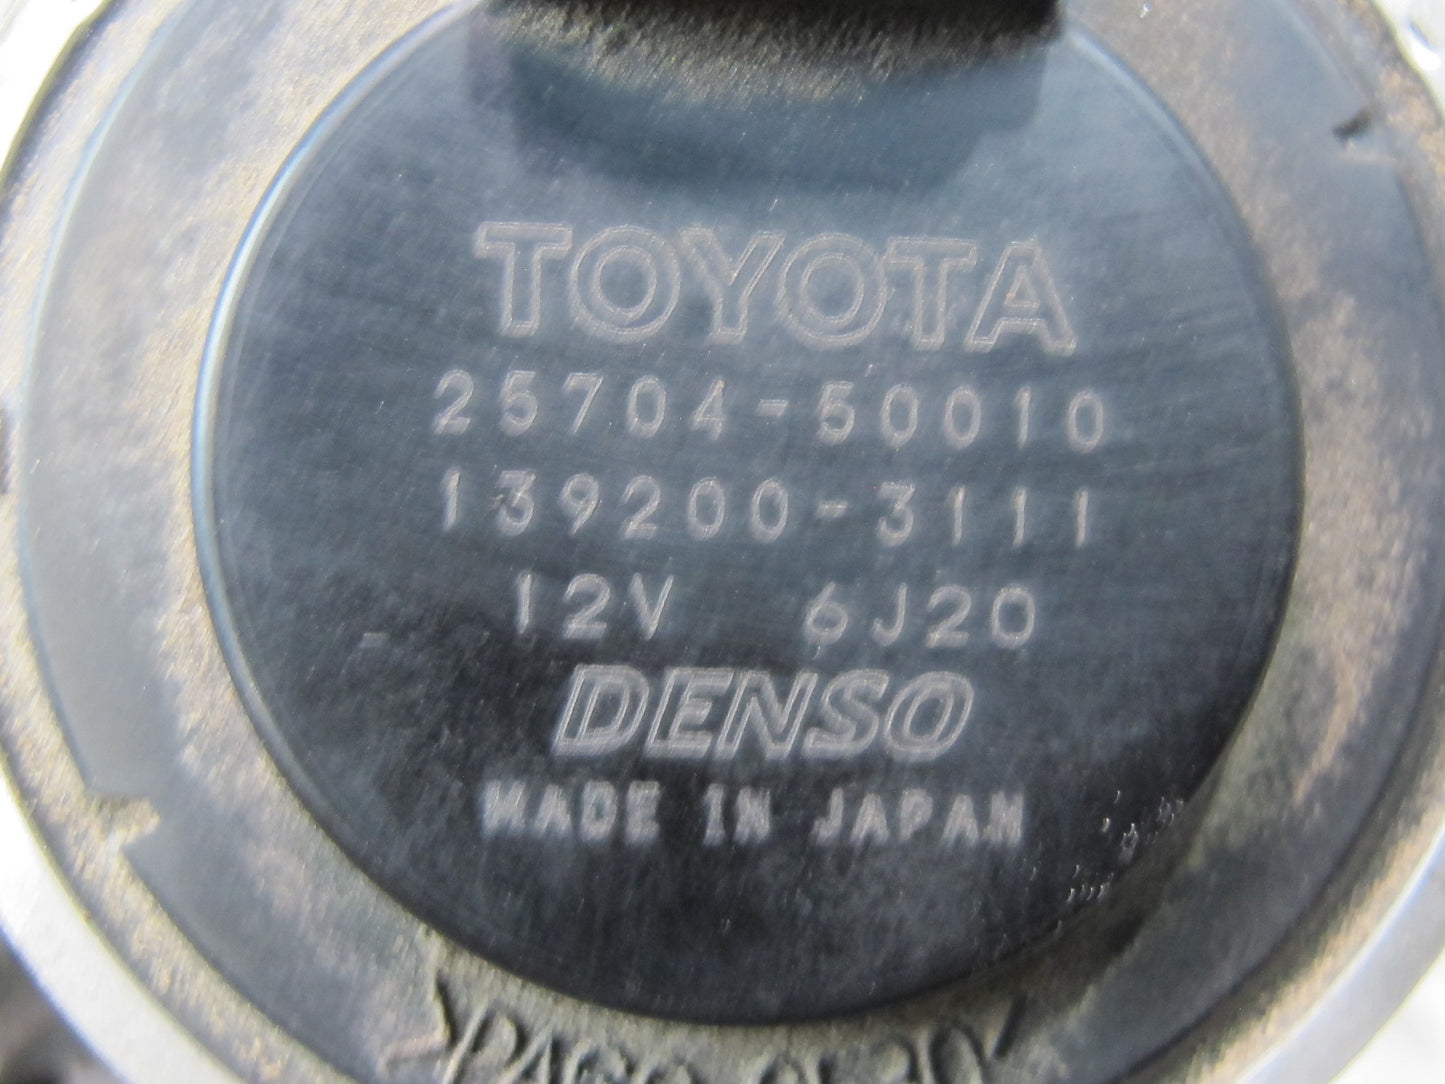 TOYOTA
25704-50010
139200-3111
12V 6J20
DENSO
MADE IN JAPAN